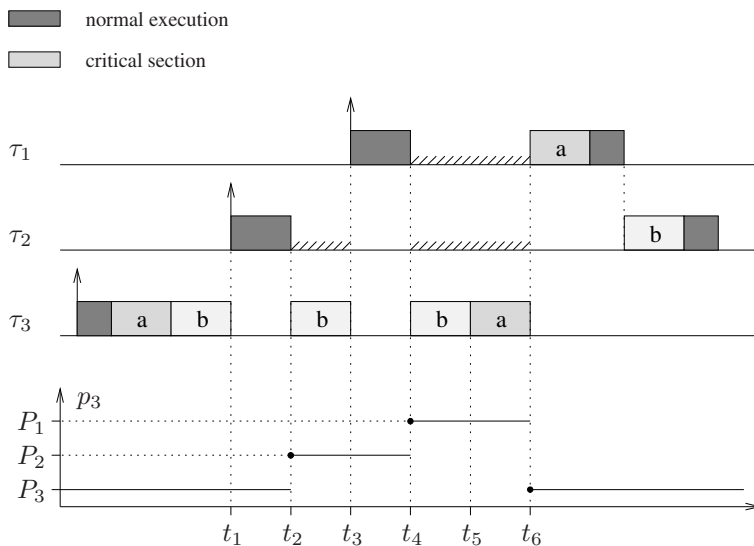 normal execution
critical section
τ1
a
τ2
b
τ3
a b b b a
p3
P1
P2
P3
t1 t2 t3 t4 t5 t6